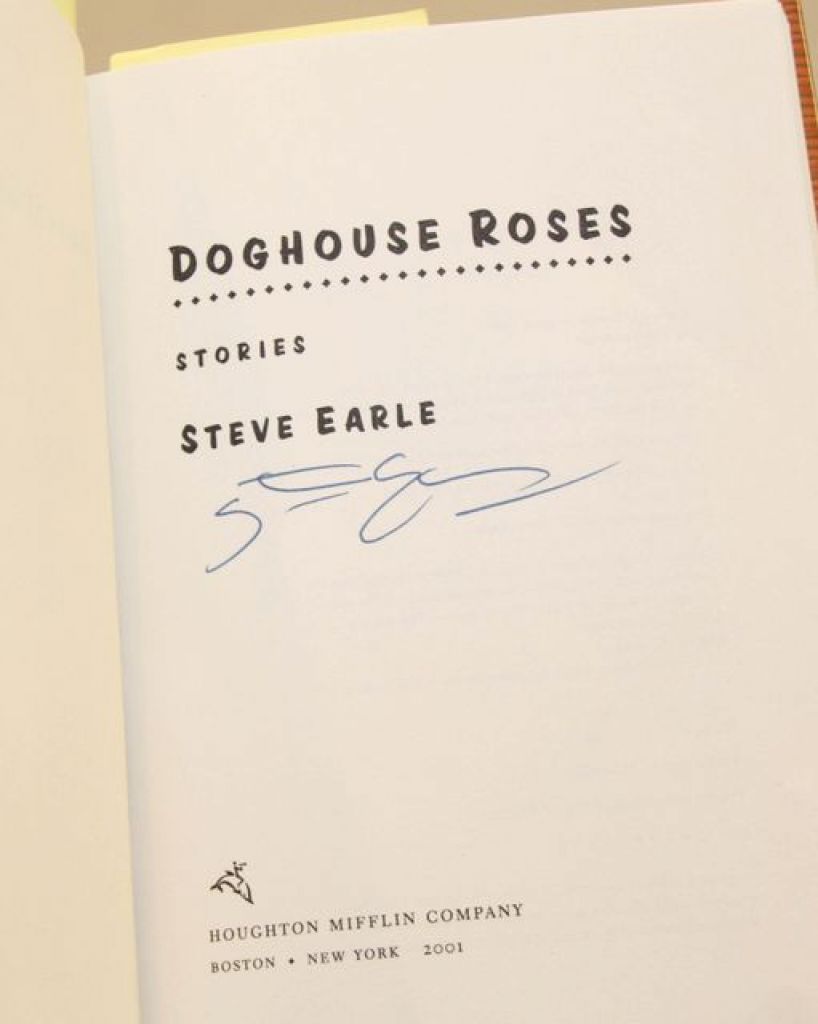 DOGHOUSE ROSES
STORIES
STEVE EARLE
HOUGHTON MIFFLIN COMPANY
BOSTON • NEW YORK 2001